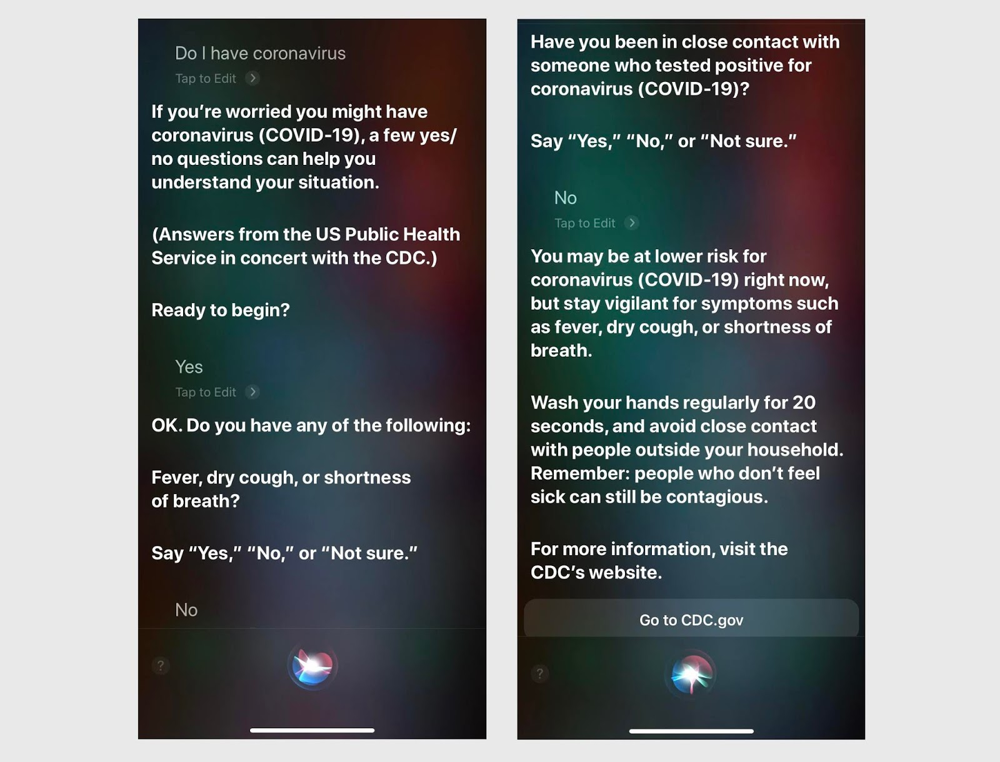 Do I have coronavirus
Tap to Edit
If you’re worried you might have
coronavirus (COVID-19), a few yes/
no questions can help you
understand your situation.
(Answers from the US Public Health
Service in concert with the CDC.)
Ready to begin?
Yes
Tap to Edit
OK. Do you have any of the following:
Fever, dry cough, or shortness
of breath?
Say “Yes,” “No,” or “Not sure.”
No
?
Have you been in close contact with
someone who tested positive for
coronavirus (COVID-19)?
Say “Yes,” “No,” or “Not sure.”
No
Tap to Edit
You may be at lower risk for
coronavirus (COVID-19) right now,
but stay vigilant for symptoms such
as fever, dry cough, or shortness of
breath.
Wash your hands regularly for 20
seconds, and avoid close contact
with people outside your household.
Remember: people who don’t feel
sick can still be contagious.
For more information, visit the
CDC’s website.
Go to CDC.gov
?